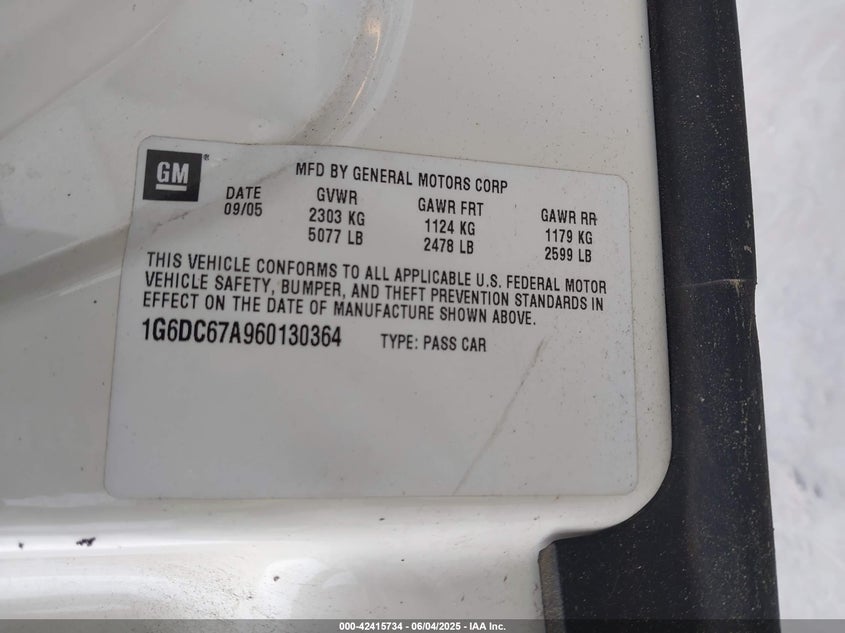 GM®
MFD BY GENERAL MOTORS CORP
DATE GVWR GAWR FRT GAWR RR
09/05 2303 KG 1124 KG 1179 KG
5077 LB 2478 LB 2599 LB
THIS VEHICLE CONFORMS TO ALL APPLICABLE U.S. FEDERAL MOTOR
VEHICLE SAFETY, BUMPER, AND THEFT PREVENTION STANDARDS IN
EFFECT ON THE DATE OF MANUFACTURE SHOWN ABOVE.
1G6DC67A960130364 TYPE: PASS CAR
000-42415734 - 06/04/2025 - IAA Inc.